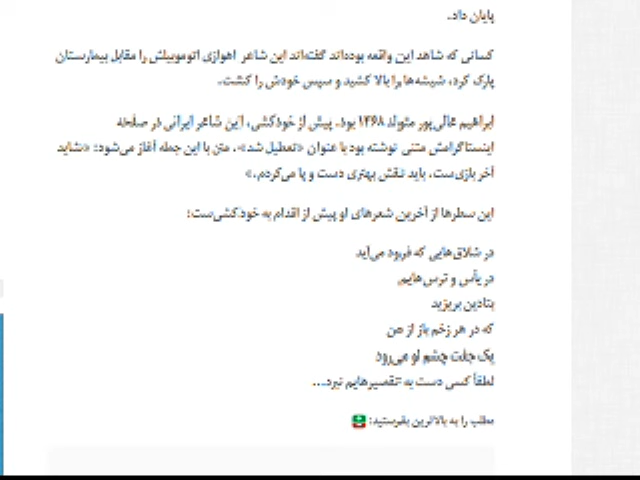 پایان داد.
کسانی که شاهد این واقعه بوده‌اند گفته‌اند این شاعر اهوازی اتوموبیلش را مقابل بیمارستان
پارک کرد، شیشه‌ها را بالا کشید و سپس خودش را کشت.
ابراهیم عالی‌پور متولد ۱۳۶۸ بود. پیش از خودکشی، این شاعر ایرانی در صفحه
اینستاگرامش متنی نوشته بود با عنوان «تعطیل شد»، متن با این جمله آغاز می‌شود: «شاید
آخر بازی‌ست، باید نقش بهتری دست و پا می‌کردم.»
این سطرها از آخرین شعرهای او پیش از اقدام به خودکشی‌ست:
در شلاق‌هایی که فرود می‌آید
در یأس و ترس‌هایم
بتادین بریزید
که در هر زخم باز از من
یک جفت چشم لو می‌رود
لطفاً کسی دست به تقصیرهایم نبرد...
مطلب را به بالاترین بفرستید: